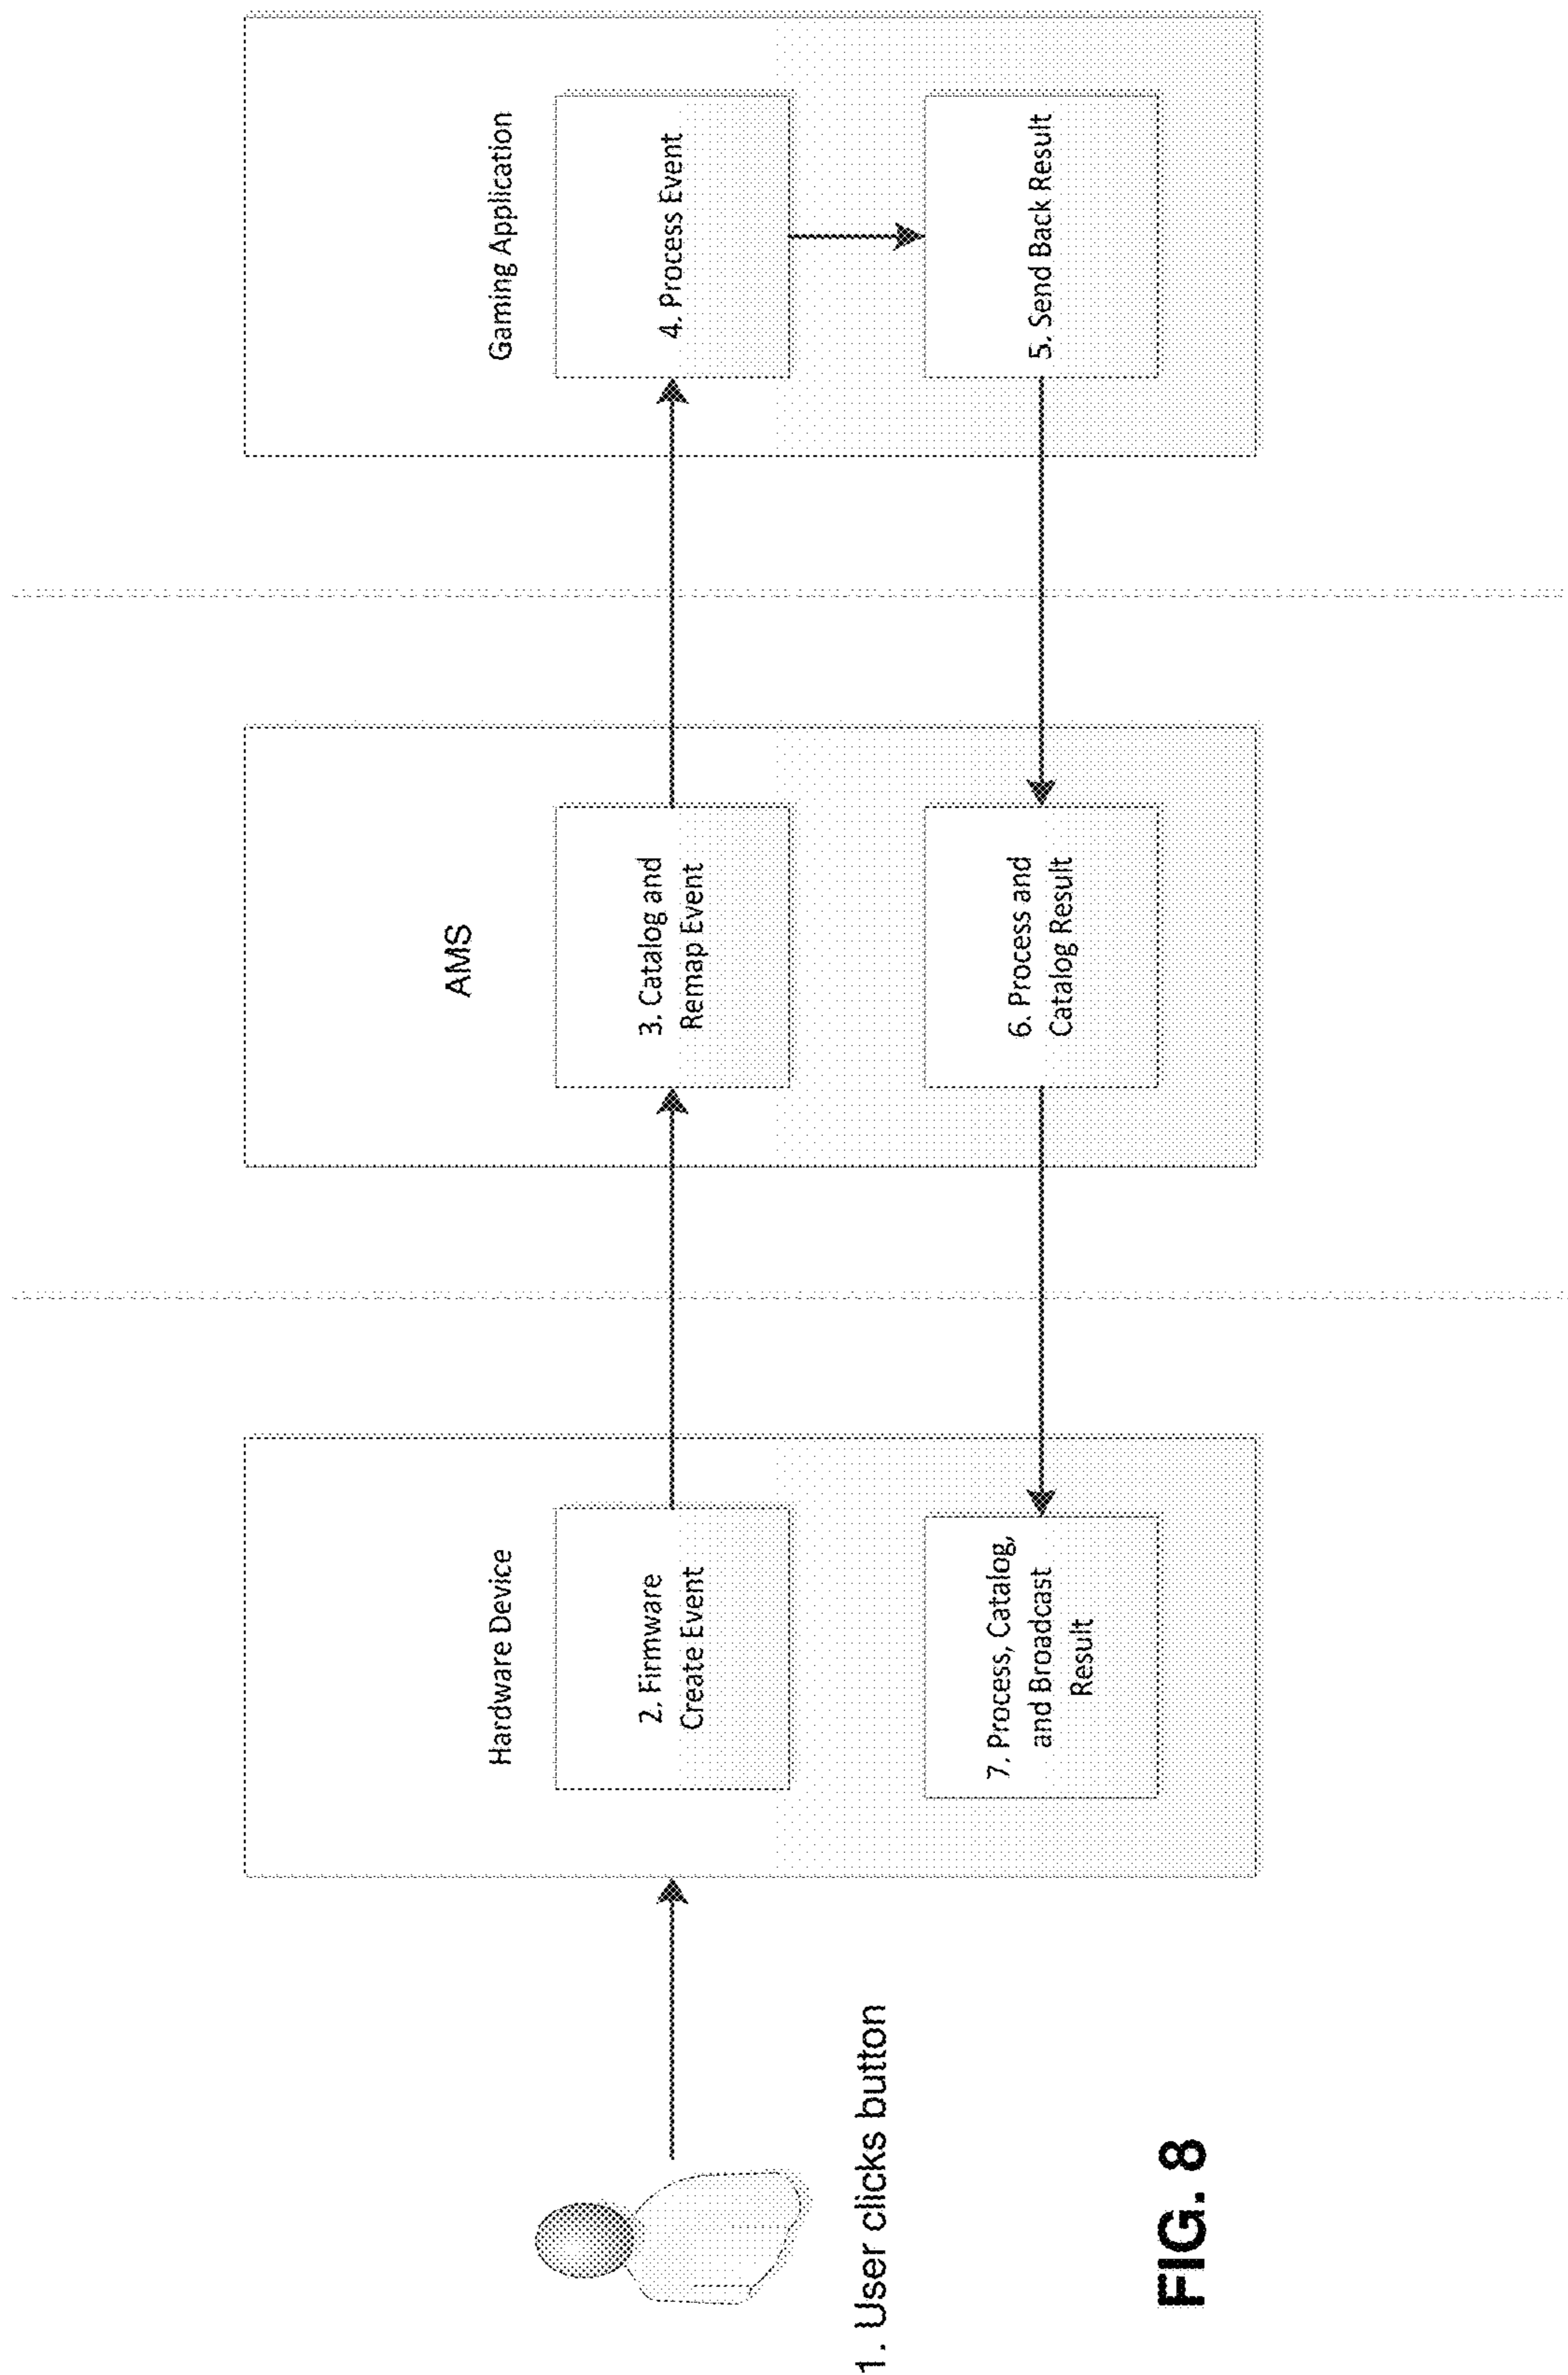 1. User clicks button
Hardware Device
2. Firmware
Create Event
7. Process, Catalog,
and Broadcast
Result
AMS
3. Catalog and
Remap Event
6. Process and
Catalog Result
Gaming Application
4. Process Event
5. Send Back Result
FIG. 8